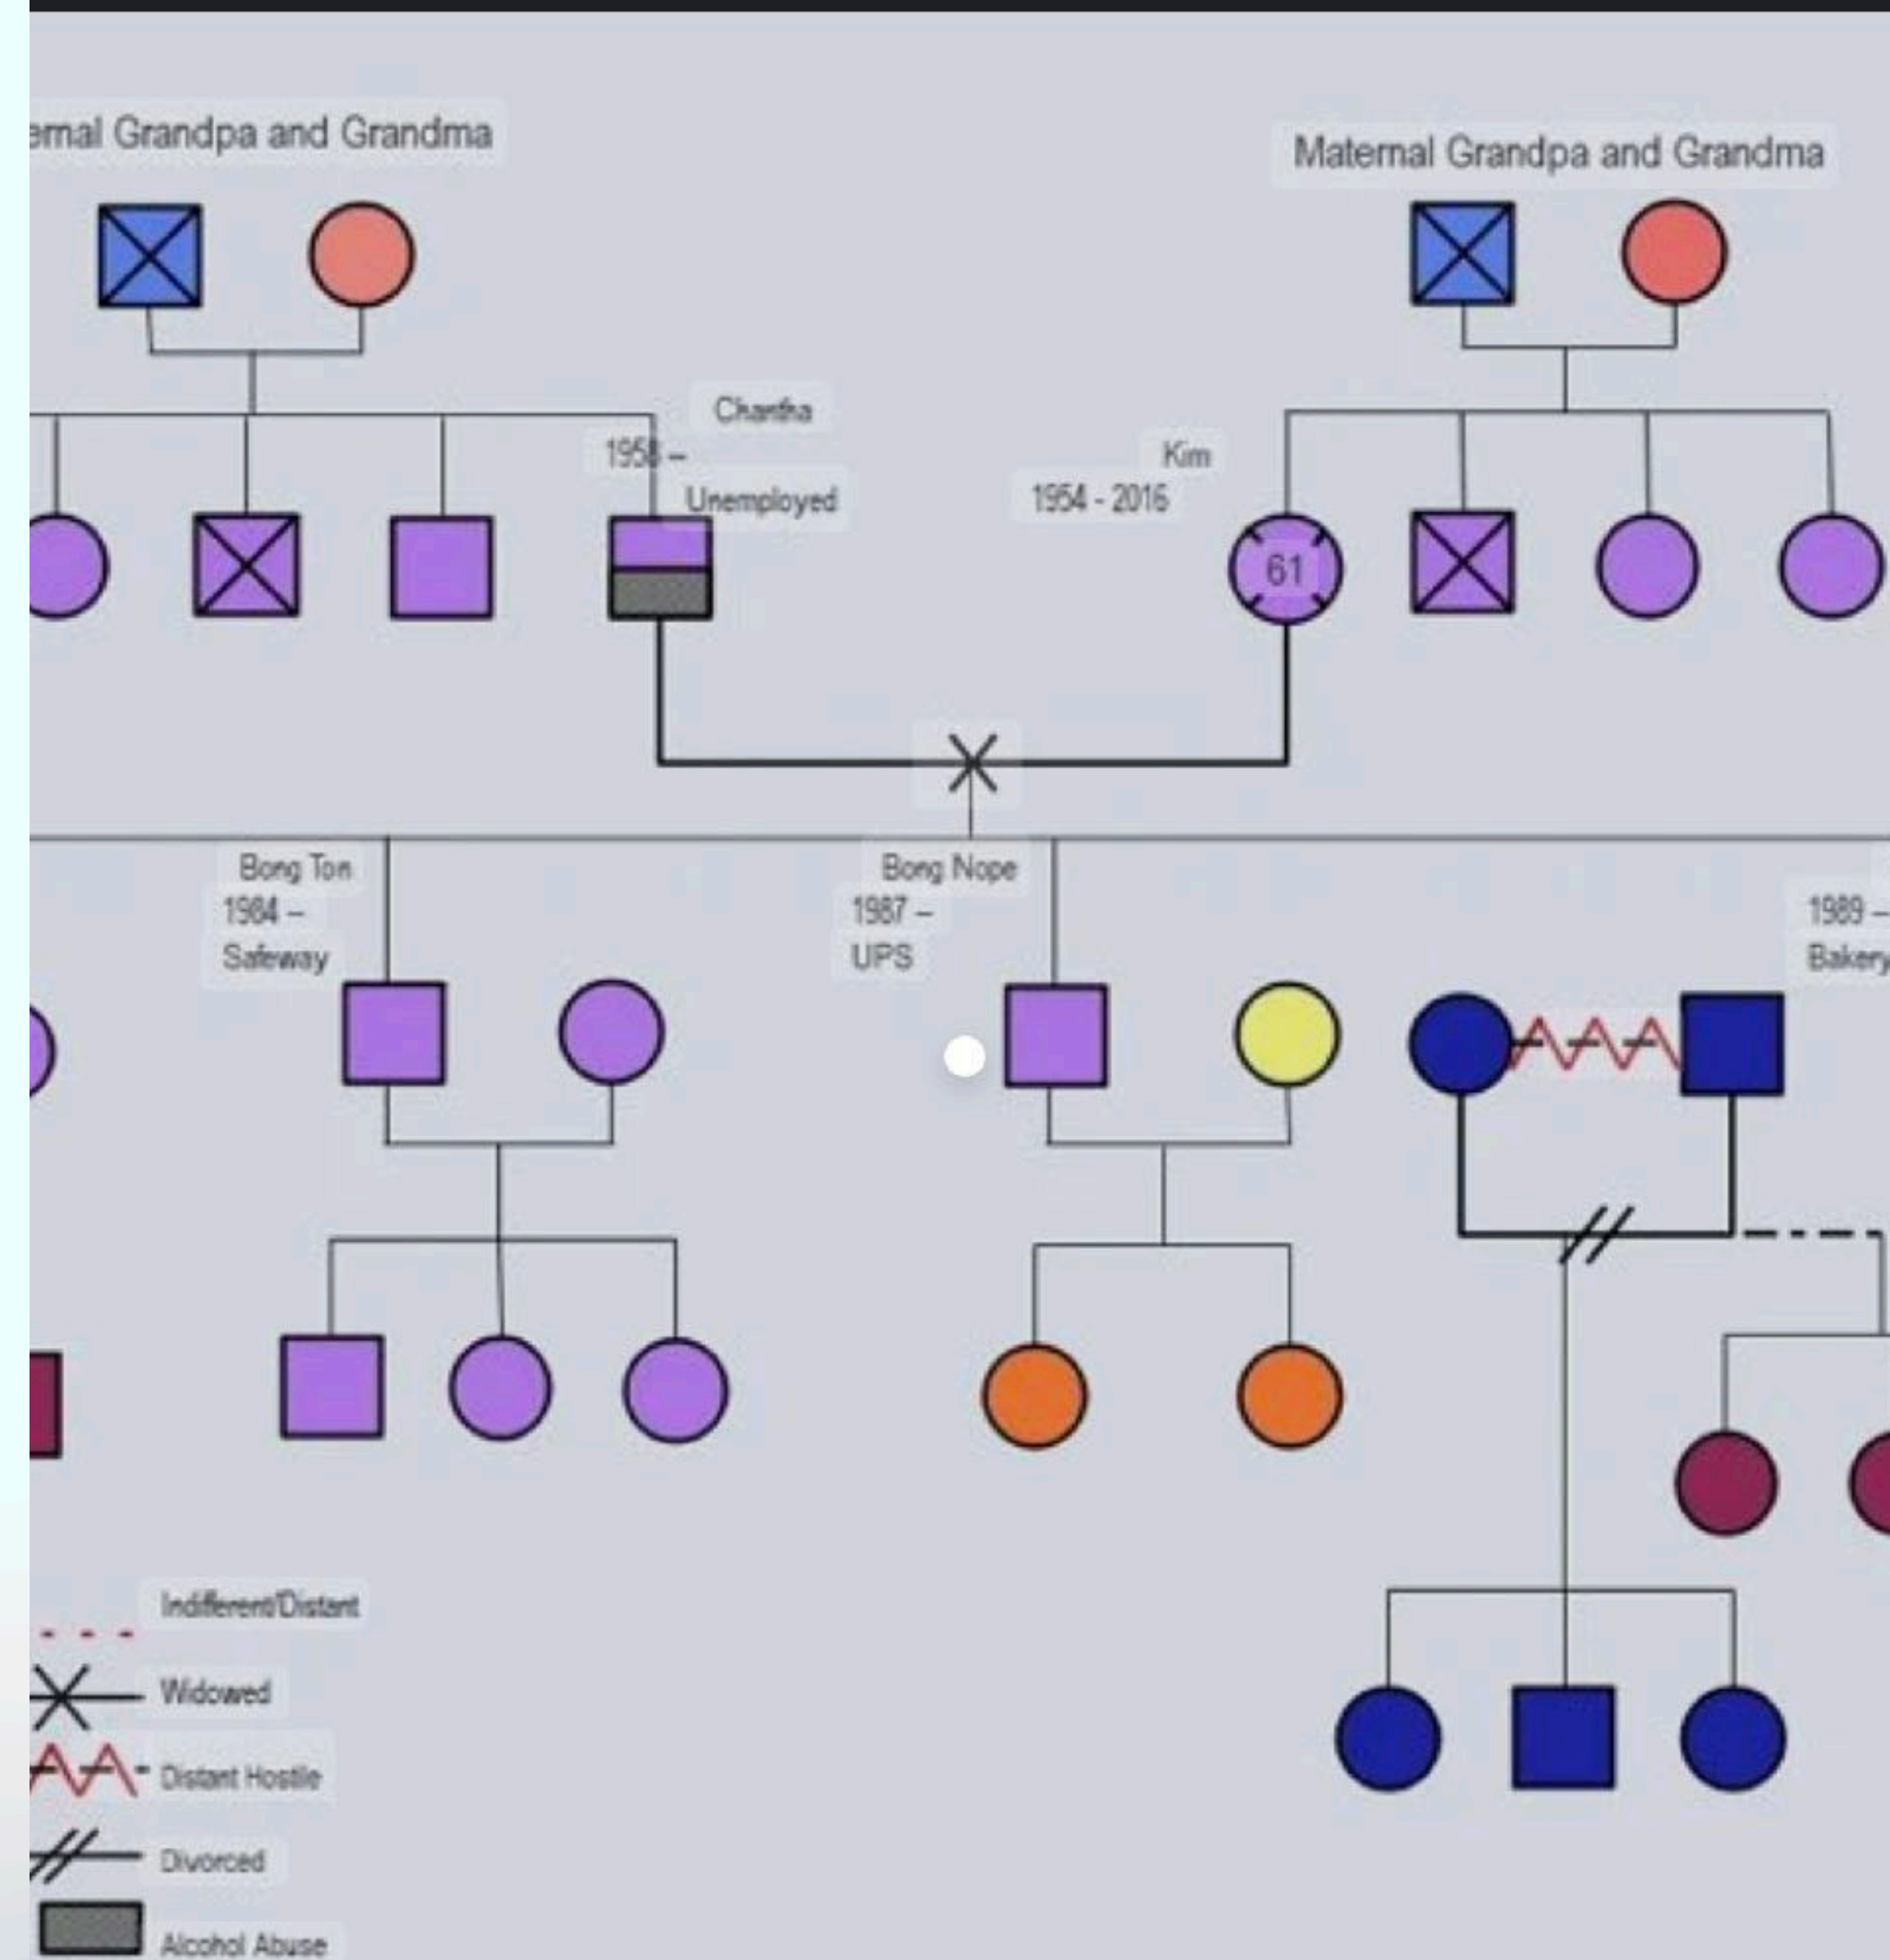 ernal Grandpa and Grandma
Maternal Grandpa and Grandma
Chantha
1958 –
Unemployed
Kim
1954 - 2016
61
Bong Ton
1984 –
Safeway
Bong Nope
1987 –
UPS
1989 –
Bakery
Indifferent/Distant
Widowed
Distant Hostile
Divorced
Alcohol Abuse